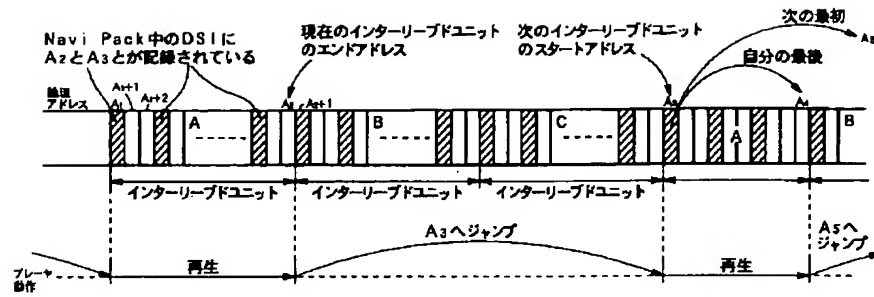 Navi Pack中のDSIに
A2とA3とが記録されている
現在のインターリーブドユニット
のエンドアドレス
次のインターリーブドユニット
のスタートアドレス
次の最初
A5
自分の最後
論理
アドレス
A1 A1+1 A1+2 A2 A2+1 A3 A4
A B C A B
インターリーブドユニット インターリーブドユニット インターリーブドユニット
A3へジャンプ
A5へ
ジャンプ
プレーヤ
動作
再生 再生